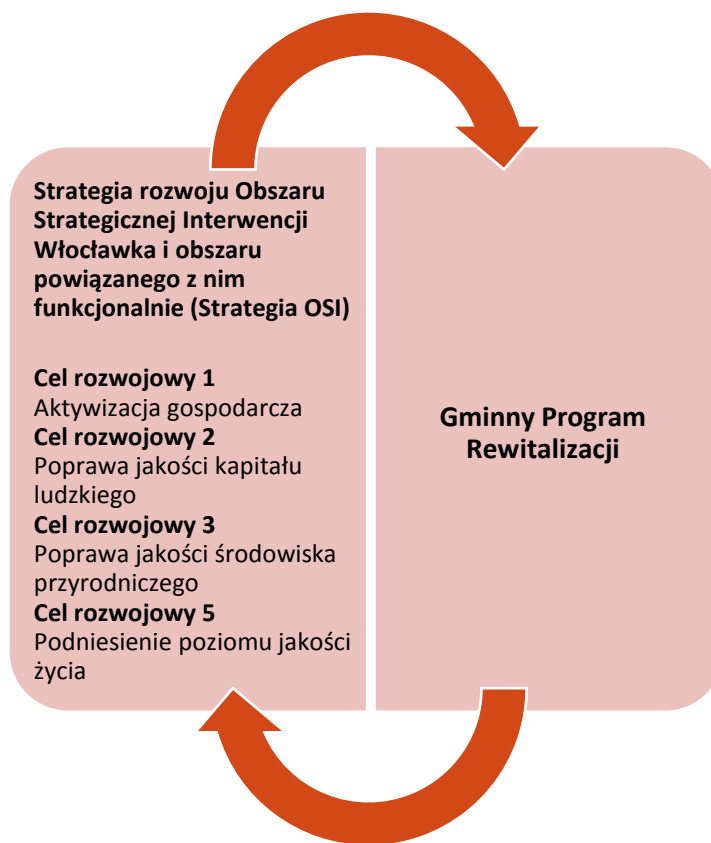 Strategia rozwoju Obszaru
Strategicznej Interwencji
Włocławka i obszaru
powiązanego z nim
funkcjonalnie (Strategia OSI)
Cel rozwojowy 1
Aktywizacja gospodarcza
Cel rozwojowy 2
Poprawa jakości kapitału
ludzkiego
Cel rozwojowy 3
Poprawa jakości środowiska
przyrodniczego
Cel rozwojowy 5
Podniesienie poziomu jakości
życia
Gminny Program
Rewitalizacji